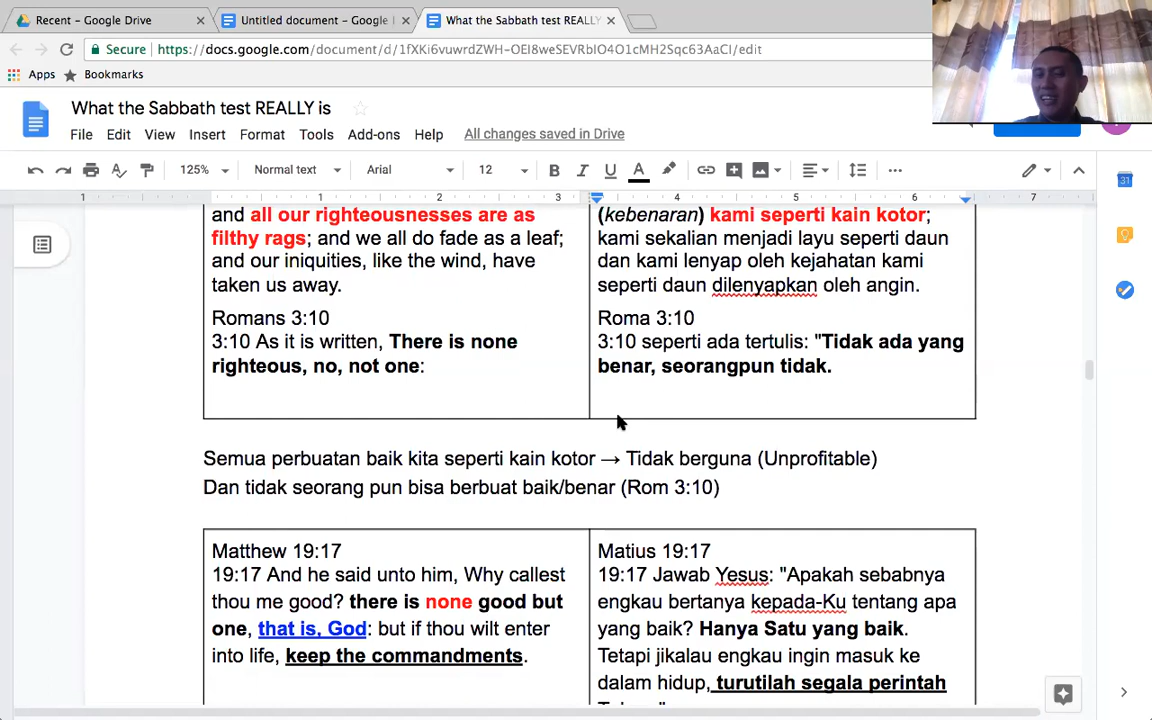 Recent – Google Drive
Untitled document – Google
What the Sabbath test REALLY
Secure https://docs.google.com/document/d/1fXKi6vuwrdZWH-OEI8weSEVRblO4O1cMH2Sqc63AaCI/edit
Apps Bookmarks
What the Sabbath test REALLY is
File Edit View Insert Format Tools Add-ons Help All changes saved in Drive
125% Normal text Arial 12 B I U A
1 1 2 3 4 5 6 7
31
and all our righteousnesses are as
filthy rags; and we all do fade as a leaf;
and our iniquities, like the wind, have
taken us away.
Romans 3:10
3:10 As it is written, There is none
righteous, no, not one:
(kebenaran) kami seperti kain kotor;
kami sekalian menjadi layu seperti daun
dan kami lenyap oleh kejahatan kami
seperti daun dilenyapkan oleh angin.
Roma 3:10
3:10 seperti ada tertulis: "Tidak ada yang
benar, seorangpun tidak.
Semua perbuatan baik kita seperti kain kotor → Tidak berguna (Unprofitable)
Dan tidak seorang pun bisa berbuat baik/benar (Rom 3:10)
Matthew 19:17
19:17 And he said unto him, Why callest
thou me good? there is none good but
one, that is, God: but if thou wilt enter
into life, keep the commandments.
Matius 19:17
19:17 Jawab Yesus: "Apakah sebabnya
engkau bertanya kepada-Ku tentang apa
yang baik? Hanya Satu yang baik.
Tetapi jikalau engkau ingin masuk ke
dalam hidup, turutilah segala perintah